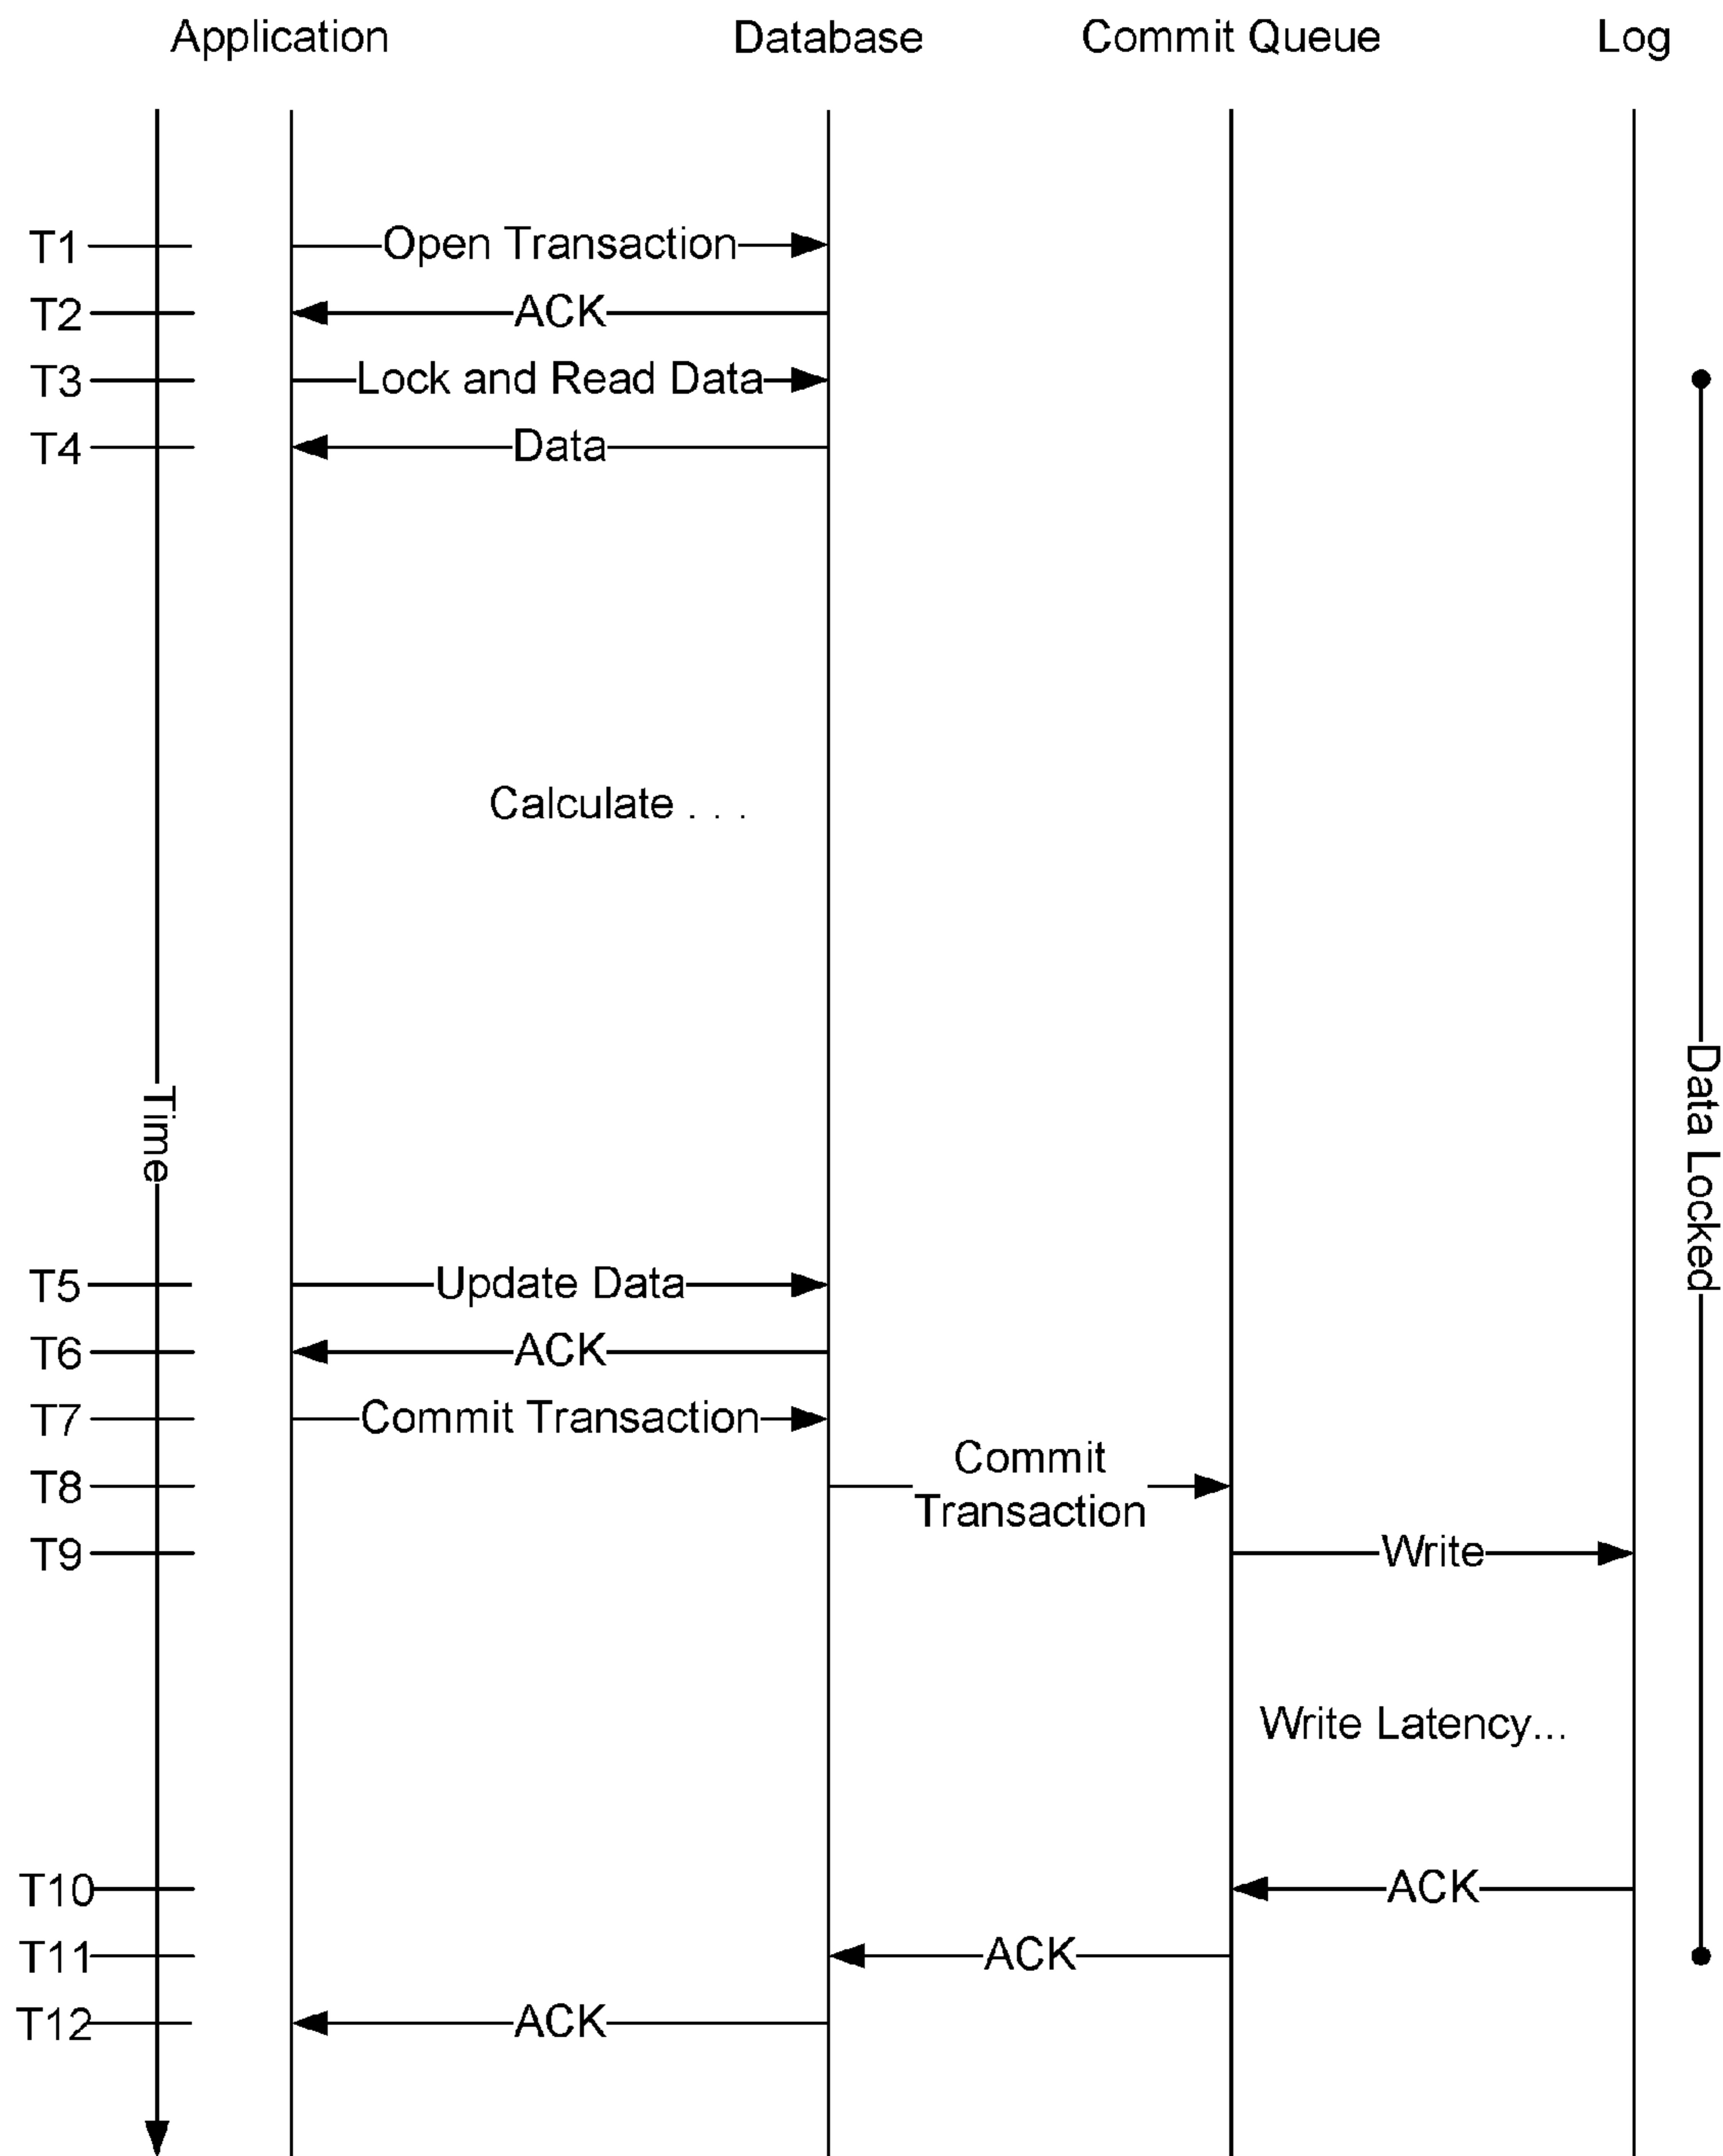 Application
Database
Commit Queue
Log
T1
Open Transaction
T2
ACK
T3
Lock and Read Data
T4
Data
Calculate . . .
Time
Data Locked
T5
Update Data
T6
ACK
T7
Commit Transaction
T8
Commit
Transaction
T9
Write
Write Latency...
T10
ACK
T11
ACK
T12
ACK